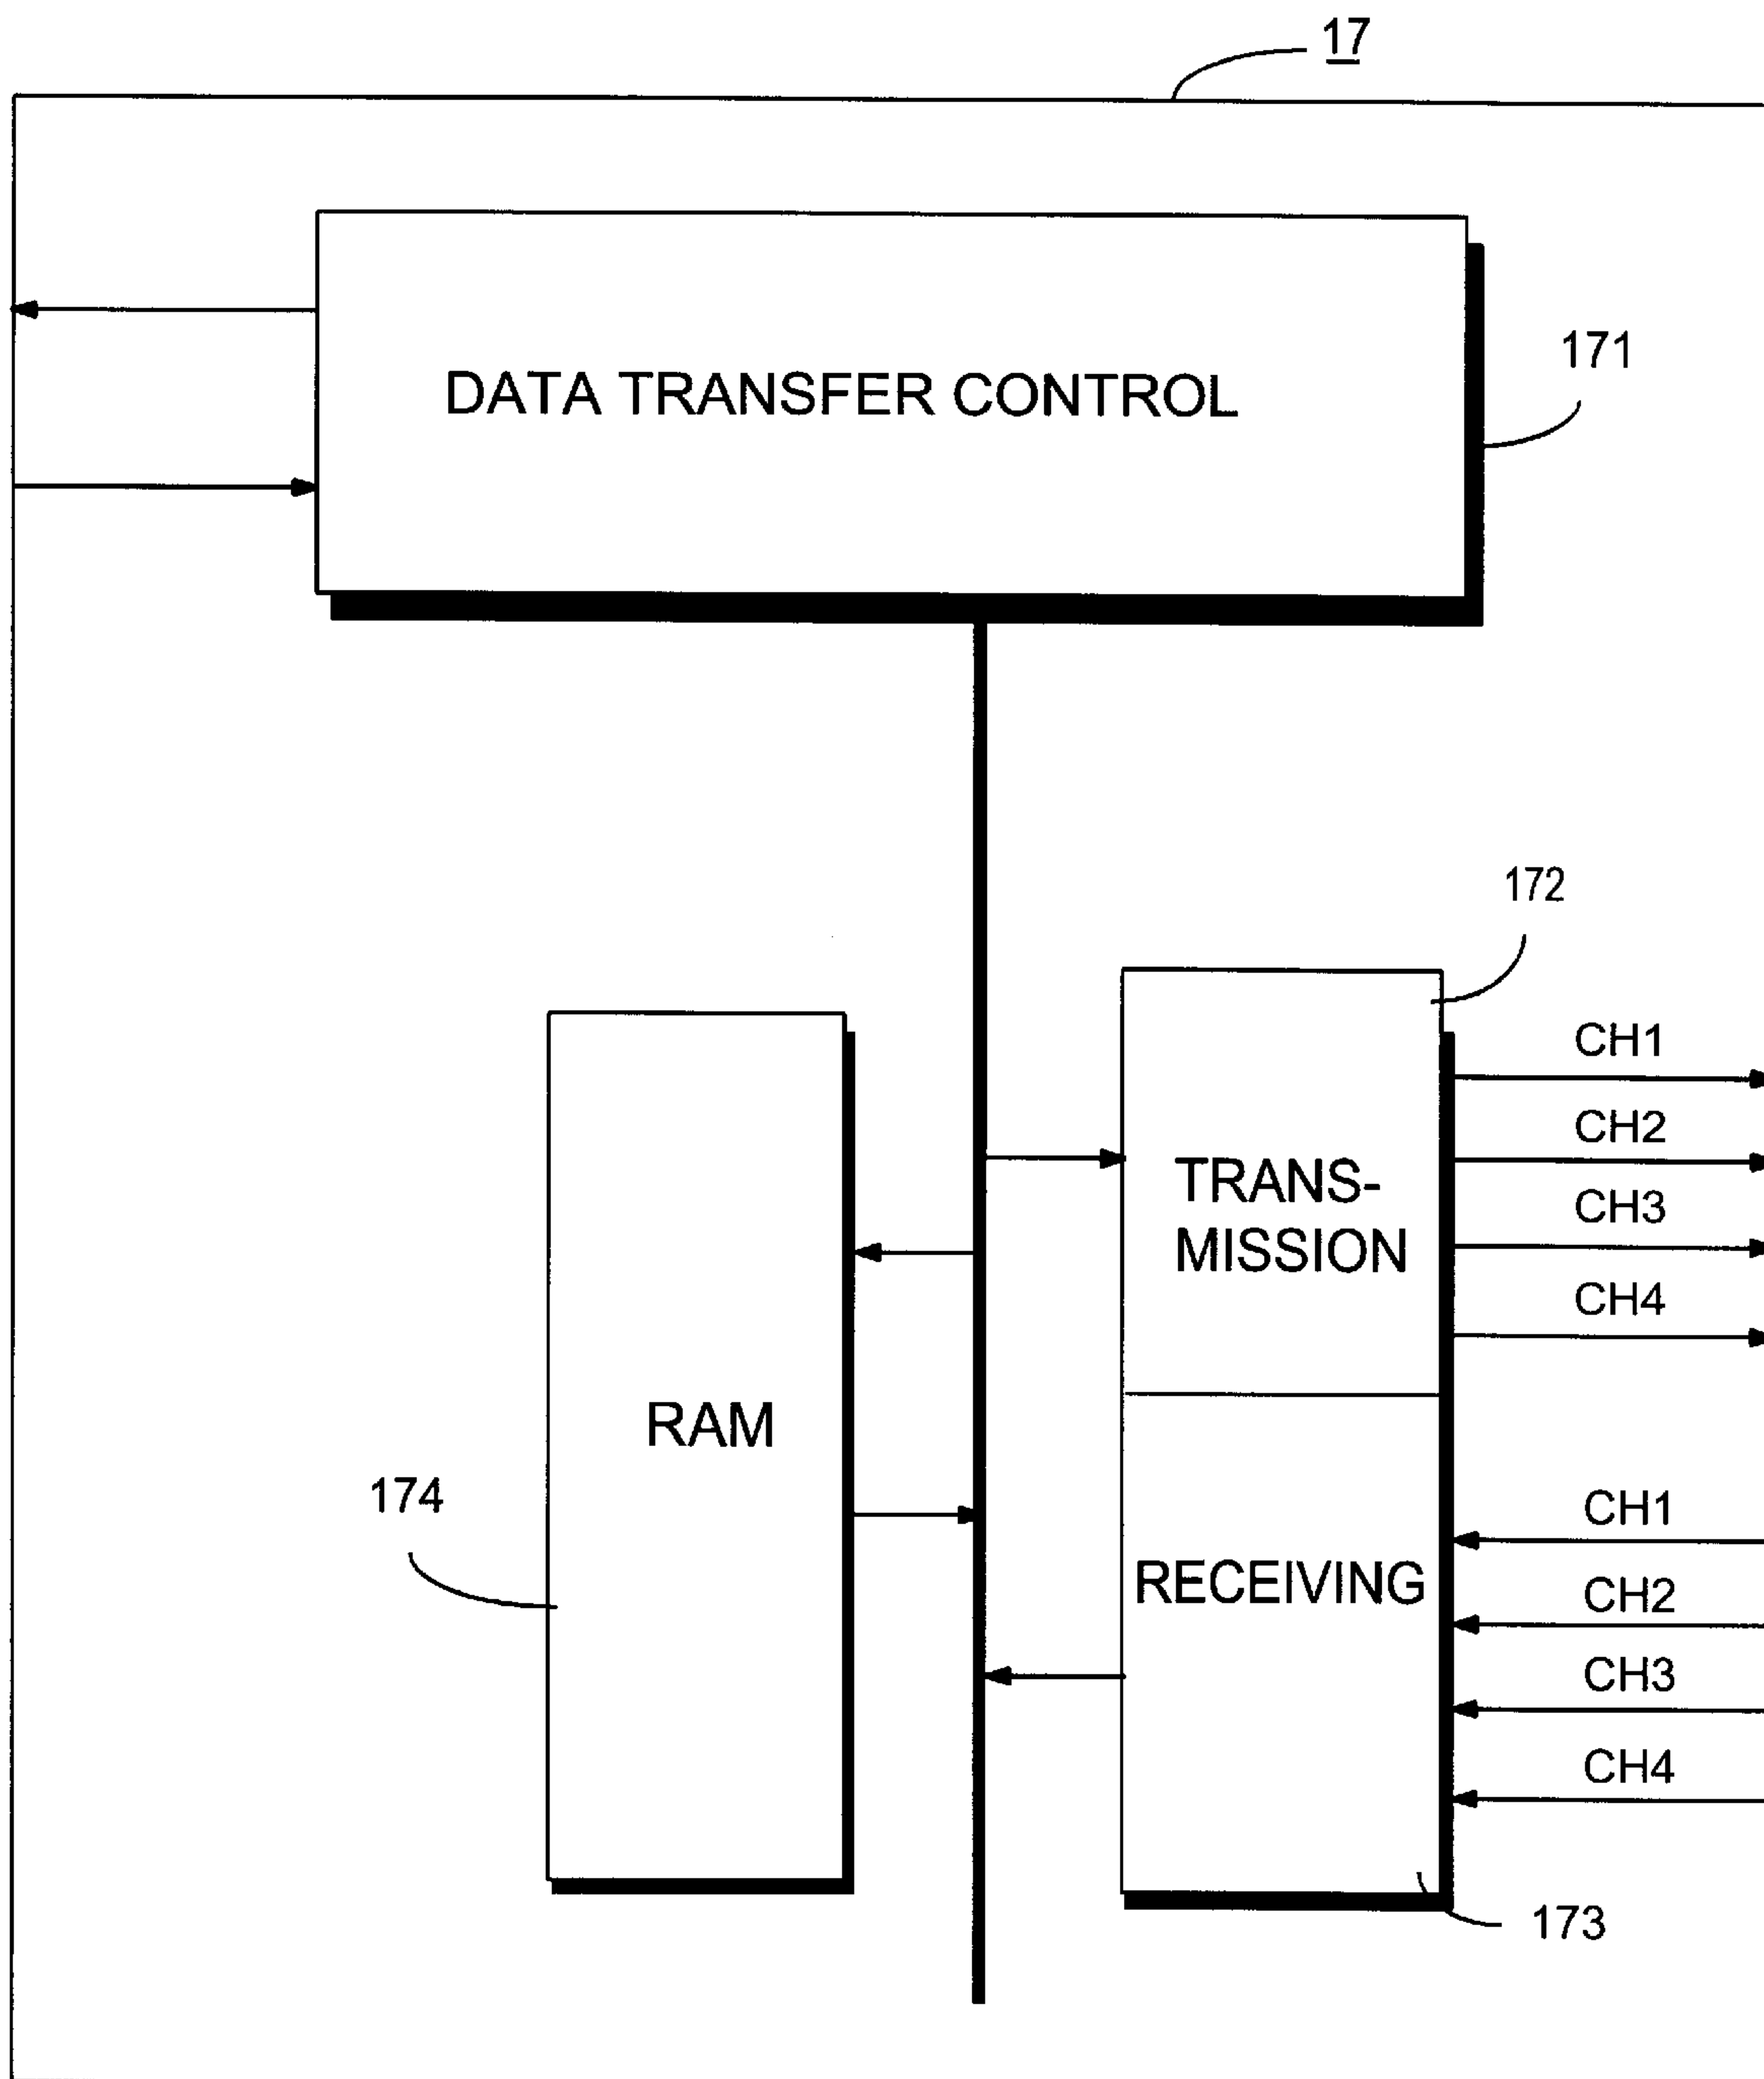 17
DATA TRANSFER CONTROL
171
172
CH1
CH2
TRANS-
MISSION
CH3
CH4
RAM
174
CH1
RECEIVING
CH2
CH3
CH4
173